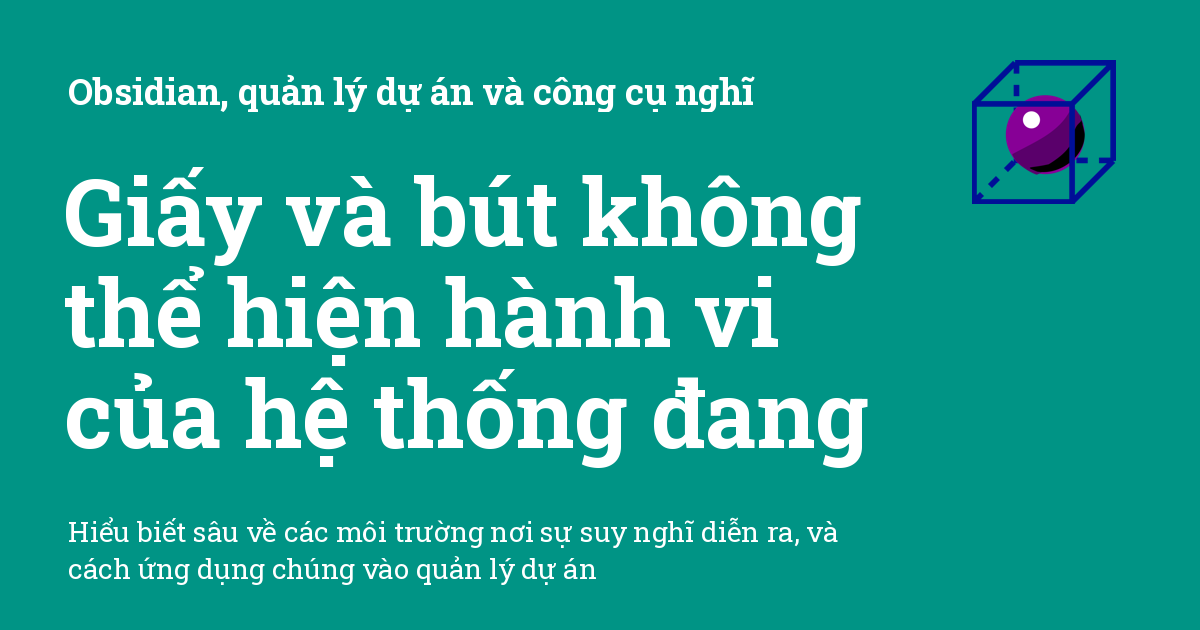 Obsidian, quản lý dự án và công cụ nghĩ
Giấy và bút không
thể hiện hành vi
của hệ thống đang
Hiểu biết sâu về các môi trường nơi sự suy nghĩ diễn ra, và
cách ứng dụng chúng vào quản lý dự án